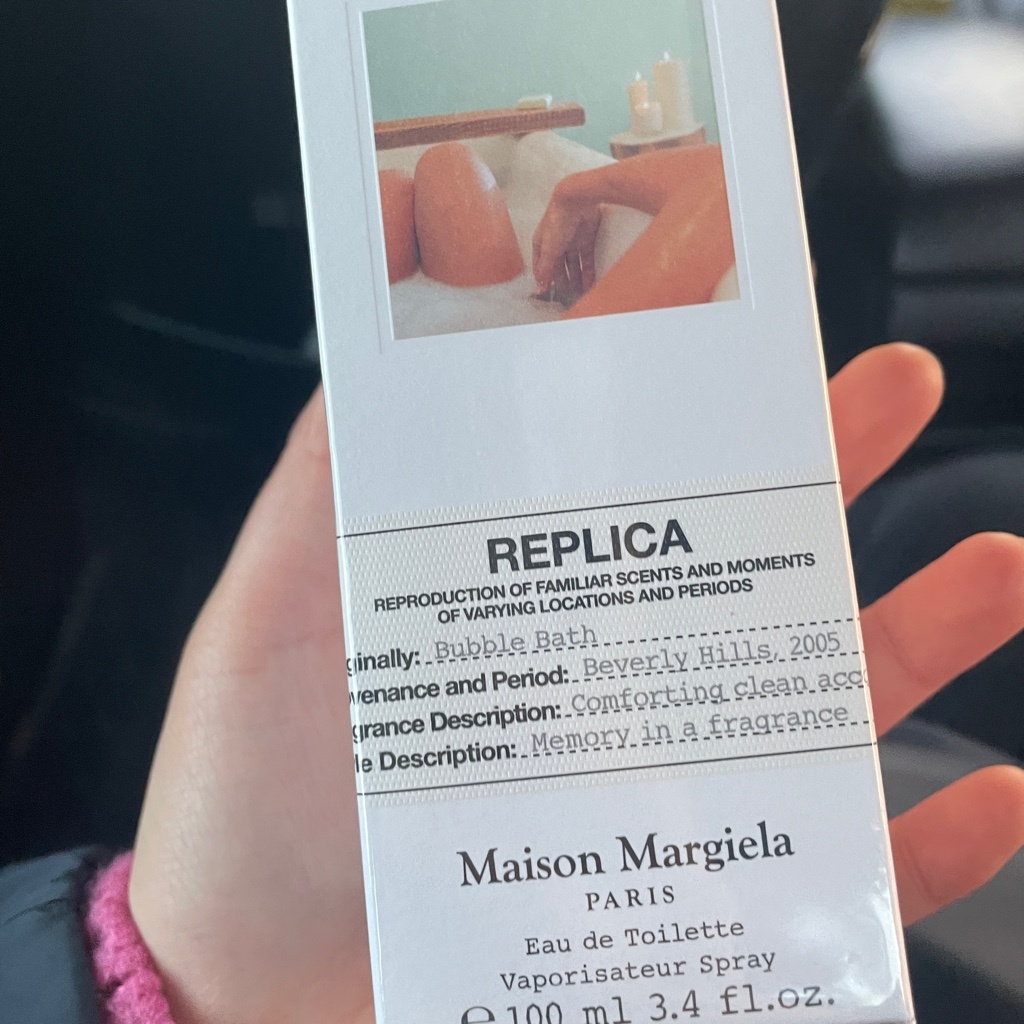 REPLICA
REPRODUCTION OF FAMILIAR SCENTS AND MOMENTS
OF VARYING LOCATIONS AND PERIODS
ginally: Bubble Bath
venance and Period: Beverly Hills, 2005
grance Description: Comforting clean acc
le Description: Memory in a fragrance
Maison Margiela
PARIS
Eau de Toilette
Vaporisateur Spray
℮ 100 ml 3.4 fl.oz.